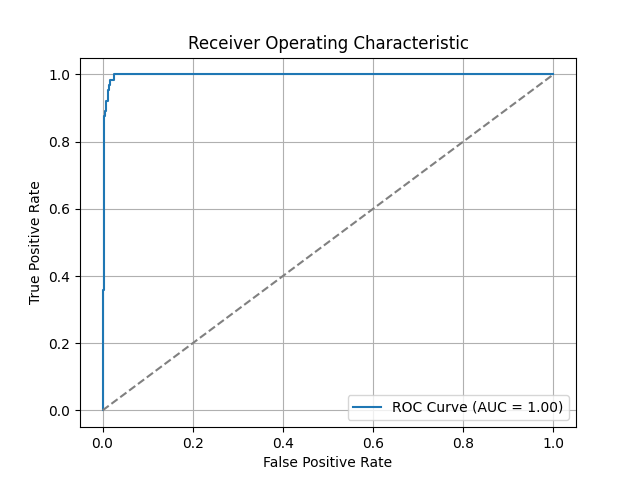 Receiver Operating Characteristic
True Positive Rate
1.0
0.8
0.6
0.4
0.2
0.0
ROC Curve (AUC = 1.00)
0.0 0.2 0.4 0.6 0.8 1.0
False Positive Rate